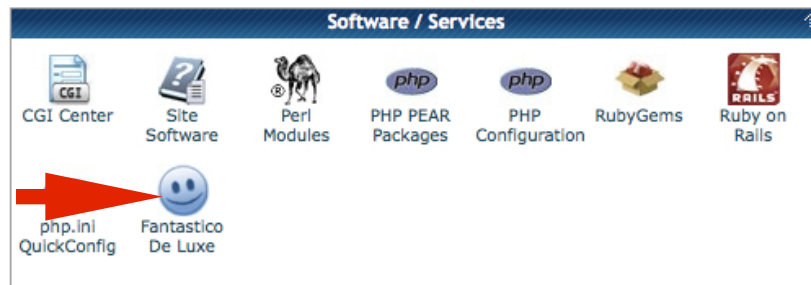 Software / Services
CGI
php
php
RAILS
CGI Center
Site
Software
®
Perl
Modules
PHP PEAR
Packages
PHP
Configuration
RubyGems
Ruby on
Rails
php.ini
QuickConfig
Fantastico
De Luxe